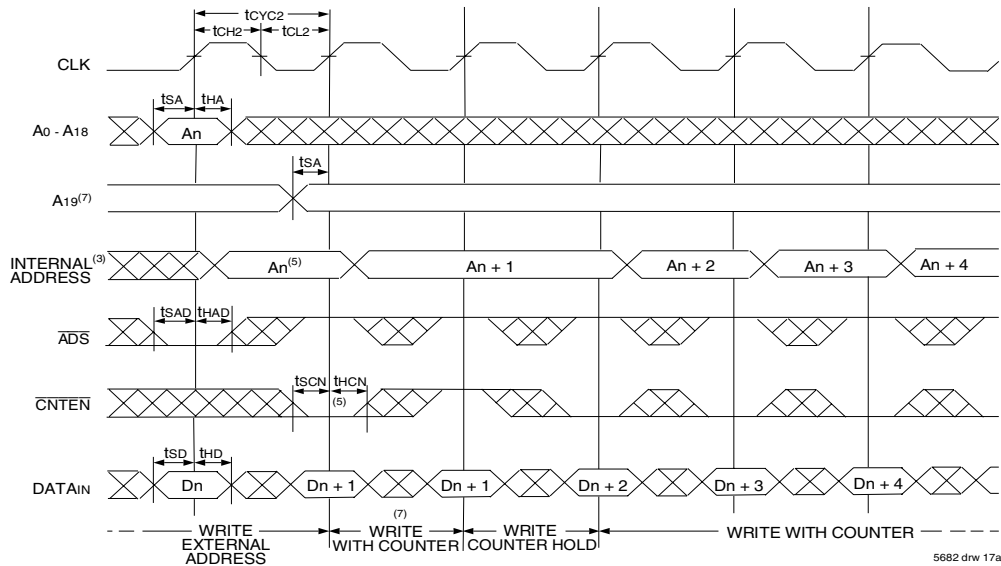 tCYC2
tCH2 tCL2
CLK
tSA tHA
A0 - A18 An
tSA
A19(7)
INTERNAL(3) ADDRESS An(5) An + 1 An + 2 An + 3 An + 4
tSAD tHAD
ADS
tSCN tHCN
(5)
CNTEN
tSD tHD
DATAIN Dn Dn + 1 Dn + 1 Dn + 2 Dn + 3 Dn + 4
(7)
WRITE EXTERNAL ADDRESS
WRITE WITH COUNTER
WRITE COUNTER HOLD
WRITE WITH COUNTER
5682 drw 17a